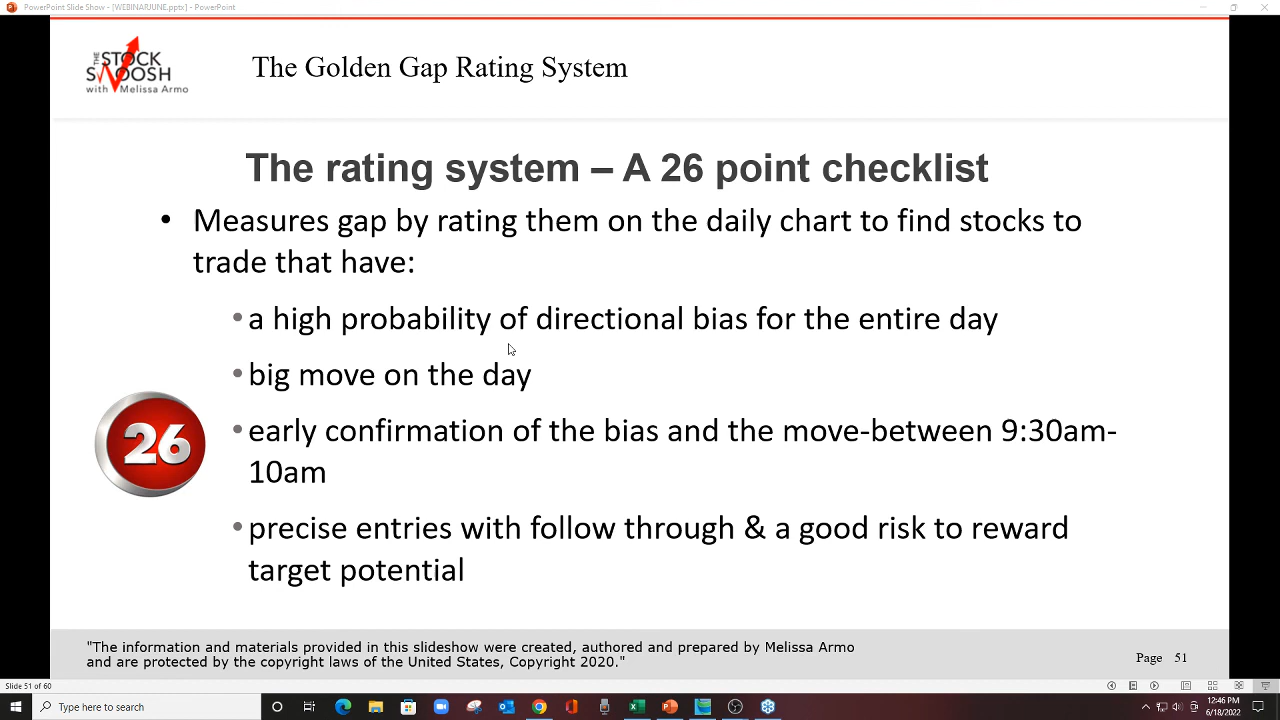 PowerPoint Slide Show - [WEBINARJUNE.pptx] - PowerPoint
THE STOCK
SWOOSH
with Melissa Armo
The Golden Gap Rating System
The rating system – A 26 point checklist
• Measures gap by rating them on the daily chart to find stocks to
trade that have:
• a high probability of directional bias for the entire day
• big move on the day
• early confirmation of the bias and the move-between 9:30am-
10am
• precise entries with follow through & a good risk to reward
target potential
26
"The information and materials provided in this slideshow were created, authored and prepared by Melissa Armo
and are protected by the copyright laws of the United States, Copyright 2020."
Page 51
Slide 51 of 60
Type here to search
12:46 PM
6/18/2022